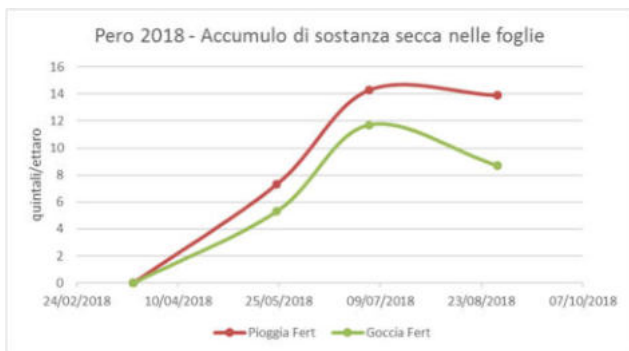 Pero 2018 - Accumulo di sostanza secca nelle foglie
quintali/ettaro
16
14
12
10
8
6
4
2
0
24/02/2018 10/04/2018 25/05/2018 09/07/2018 23/08/2018 07/10/2018
Pioggia Fert Goccia Fert